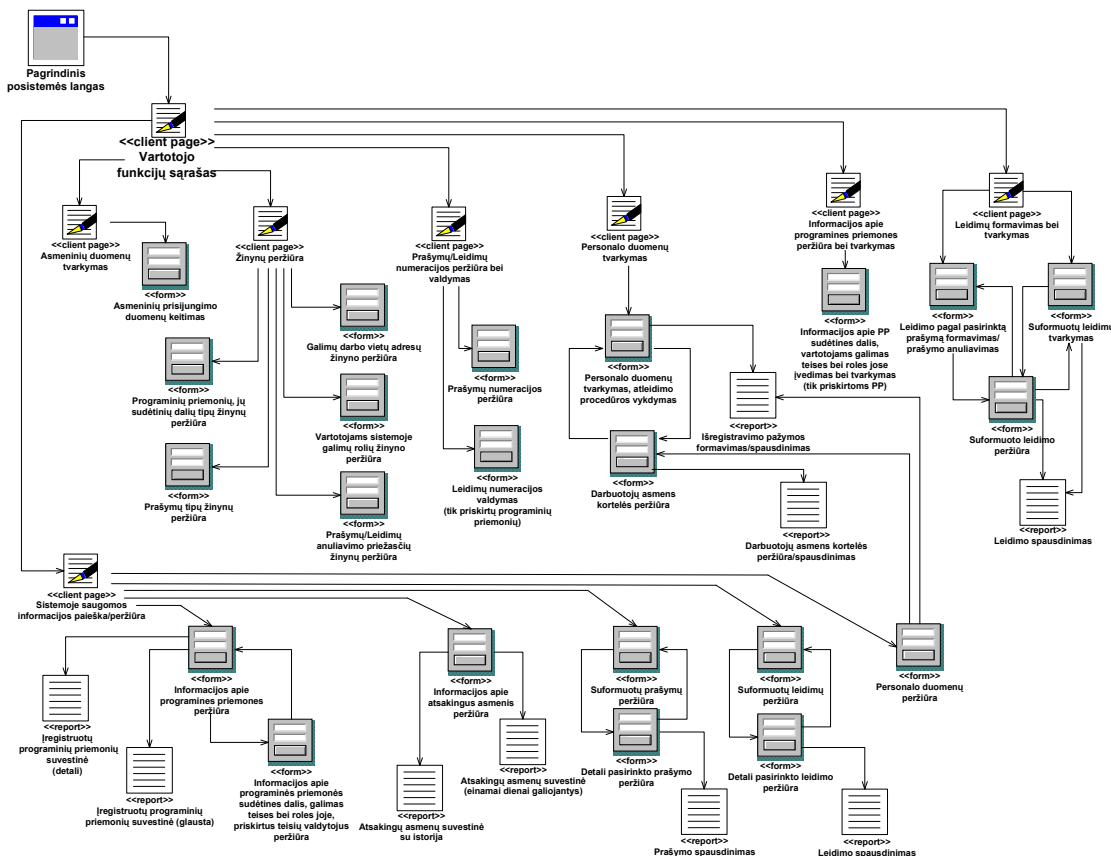 Pagrindinis
posistemės langas
<<client page>>
Vartotojo
funkcijų sąrašas
<<client page>>
Asmeninių duomenų
tvarkymas
<<form>>
Asmeninių prisijungimo
duomenų keitimas
<<client page>>
Žinynų peržiūra
<<form>>
Galimų darbo vietų adresų
žinyno peržiūra
<<form>>
Programinių priemonių, jų
sudėtinių dalių tipų žinynų
peržiūra
<<form>>
Vartotojams sistemoje
galimų rolių žinyno
peržiūra
<<form>>
Prašymų tipų žinynų
peržiūra
<<form>>
Prašymų/Leidimų
anuliavimo priežasčių
žinynų peržiūra
<<client page>>
Prašymų/Leidimų
numeracijos peržiūra bei
valdymas
<<form>>
Prašymų numeracijos
peržiūra
<<form>>
Leidimų numeracijos
valdymas
(tik priskirtų programinių
priemonių)
<<client page>>
Personalo duomenų
tvarkymas
<<form>>
Personalo duomenų
tvarkymas, atleidimo
procedūros vykdymas
<<report>>
Išregistravimo pažymos
formavimas/spausdinimas
<<form>>
Darbuotojų asmens
kortelės peržiūra
<<report>>
Darbuotojų asmens kortelės
peržiūra/spausdinimas
<<client page>>
Informacijos apie
programines priemones
peržiūra bei tvarkymas
<<form>>
Informacijos apie PP
sudėtines dalis,
vartotojams galimas
teises bei roles jose
įvedimas bei tvarkymas
(tik priskirtoms PP)
<<client page>>
Leidimų formavimas bei
tvarkymas
<<form>>
Leidimo pagal pasirinktą
prašymą formavimas/
prašymo anuliavimas
<<form>>
Suformuotų leidimų
tvarkymas
<<form>>
Suformuoto leidimo
peržiūra
<<report>>
Leidimo spausdinimas
<<client page>>
Sistemoje saugomos
informacijos paieška/peržiūra
<<form>>
Informacijos apie
programines priemones
peržiūra
<<report>>
Įregistruotų
programinių priemonių
suvestinė
(detali)
<<report>>
Įregistruotų programinių
priemonių suvestinė (glausta)
<<form>>
Informacijos apie
programinės priemonės
sudėtines dalis, galimas
teises bei roles joje,
priskirtus teisių valdytojus
peržiūra
<<form>>
Informacijos apie
atsakingus asmenis
peržiūra
<<report>>
Atsakingų asmenų suvestinė
(einamai dienai galiojantys)
<<report>>
Atsakingų asmenų suvestinė
su istorija
<<form>>
Suformuotų prašymų
peržiūra
<<form>>
Detali pasirinkto prašymo
peržiūra
<<report>>
Prašymo spausdinimas
<<form>>
Suformuotų leidimų
peržiūra
<<form>>
Detali pasirinkto leidimo
peržiūra
<<report>>
Leidimo spausdinimas
<<form>>
Personalo duomenų
peržiūra